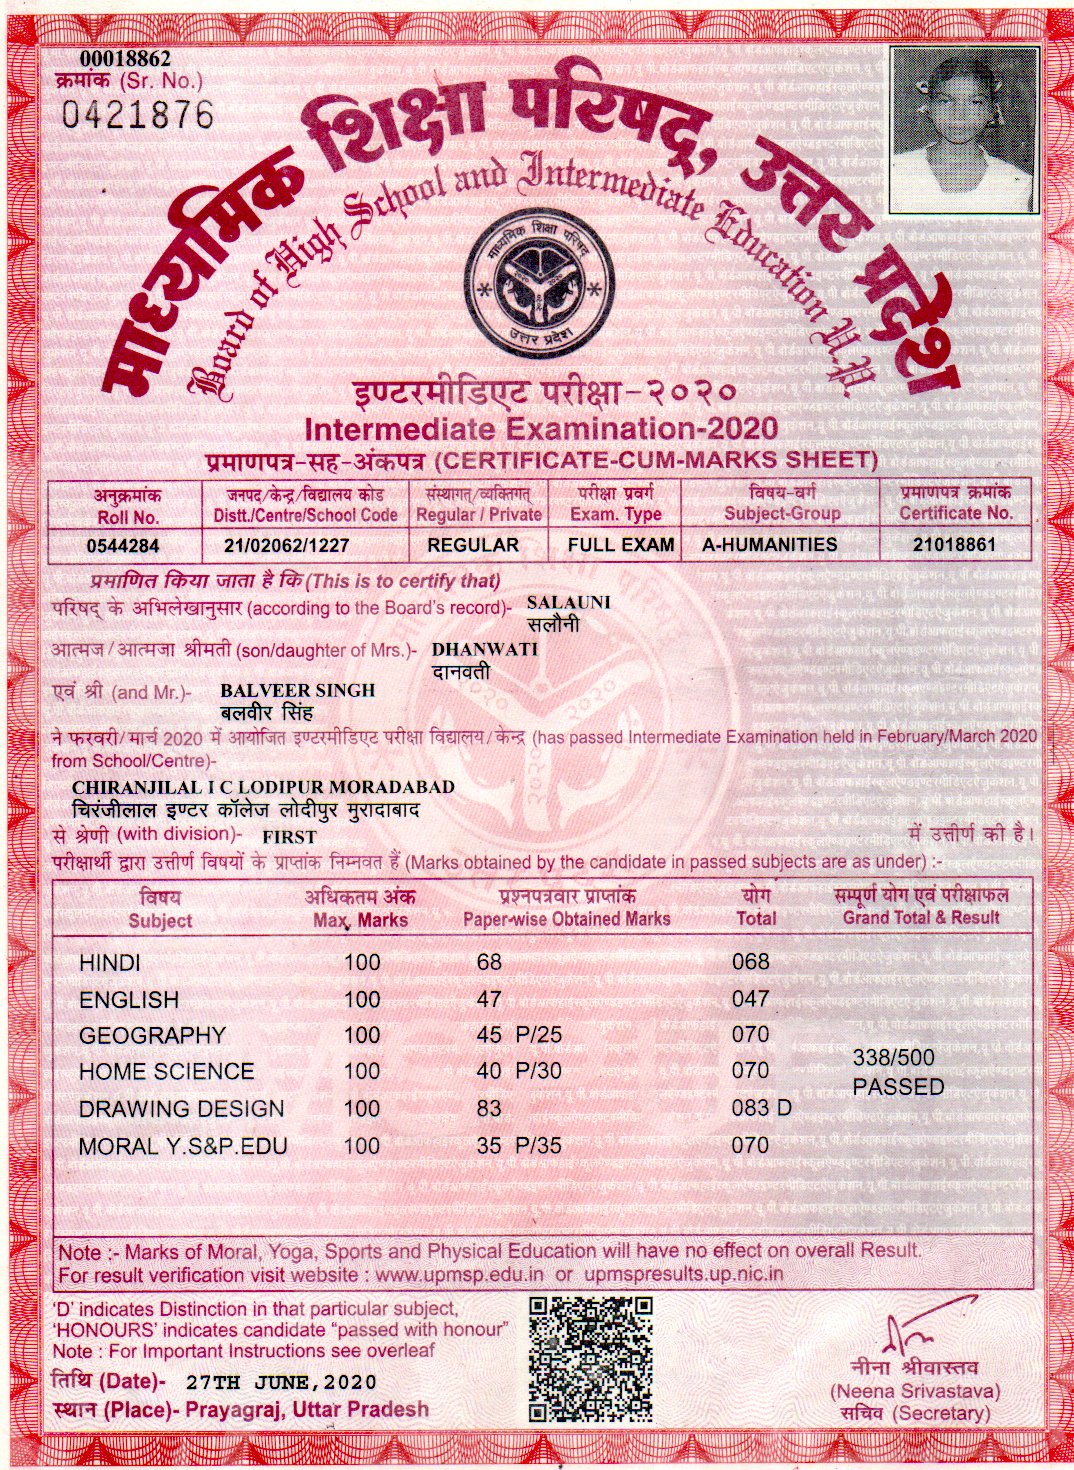 00018862
क्रमांक (Sr. No.)
0421876
माध्यमिक शिक्षा परिषद्, उत्तर प्रदेश
Board of High School and Intermediate Education U.P.
माध्यमिक शिक्षा परिषद
उत्तर प्रदेश
इण्टरमीडिएट परीक्षा-२०२०
Intermediate Examination-2020
प्रमाणपत्र-सह-अंकपत्र (CERTIFICATE-CUM-MARKS SHEET)
अनुक्रमांक जनपद/केन्द्र/विद्यालय कोड संस्थागत्/व्यक्तिगत् परीक्षा प्रवर्ग विषय-वर्ग प्रमाणपत्र क्रमांक
Roll No. Distt./Centre/School Code Regular / Private Exam. Type Subject-Group Certificate No.
0544284 21/02062/1227 REGULAR FULL EXAM A-HUMANITIES 21018861
प्रमाणित किया जाता है कि (This is to certify that)
परिषद् के अभिलेखानुसार (according to the Board's record)- SALAUNI
सलौनी
आत्मज/आत्मजा श्रीमती (son/daughter of Mrs.)- DHANWATI
दानवती
एवं श्री (and Mr.)- BALVEER SINGH
बलवीर सिंह
ने फरवरी/मार्च 2020 में आयोजित इण्टरमीडिएट परीक्षा विद्यालय/केन्द्र (has passed Intermediate Examination held in February/March 2020
from School/Centre)-
CHIRANJILAL I C LODIPUR MORADABAD
चिरंजीलाल इण्टर कॉलेज लोदीपुर मुरादाबाद
से श्रेणी (with division)- FIRST में उत्तीर्ण की है।
परीक्षार्थी द्वारा उत्तीर्ण विषयों के प्राप्तांक निम्नवत हैं (Marks obtained by the candidate in passed subjects are as under) :-
विषय अधिकतम अंक प्रश्नपत्रवार प्राप्तांक योग सम्पूर्ण योग एवं परीक्षाफल
Subject Max. Marks Paper-wise Obtained Marks Total Grand Total & Result
HINDI 100 68 068
ENGLISH 100 47 047
GEOGRAPHY 100 45 P/25 070
338/500
HOME SCIENCE 100 40 P/30 070
PASSED
DRAWING DESIGN 100 83 083 D
MORAL Y.S&P.EDU 100 35 P/35 070
Note :- Marks of Moral, Yoga, Sports and Physical Education will have no effect on overall Result.
For result verification visit website : www.upmsp.edu.in or upmspresults.up.nic.in
'D' indicates Distinction in that particular subject,
'HONOURS' indicates candidate "passed with honour"
Note : For Important Instructions see overleaf
तिथि (Date)- 27TH JUNE,2020
स्थान (Place)- Prayagraj, Uttar Pradesh
नीना श्रीवास्तव
(Neena Srivastava)
सचिव (Secretary)